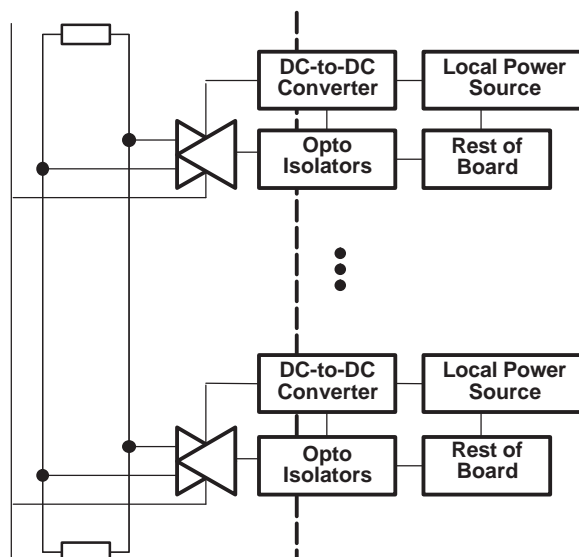 DC-to-DC
Converter
Local Power
Source
Opto
Isolators
Rest of
Board
DC-to-DC
Converter
Local Power
Source
Opto
Isolators
Rest of
Board